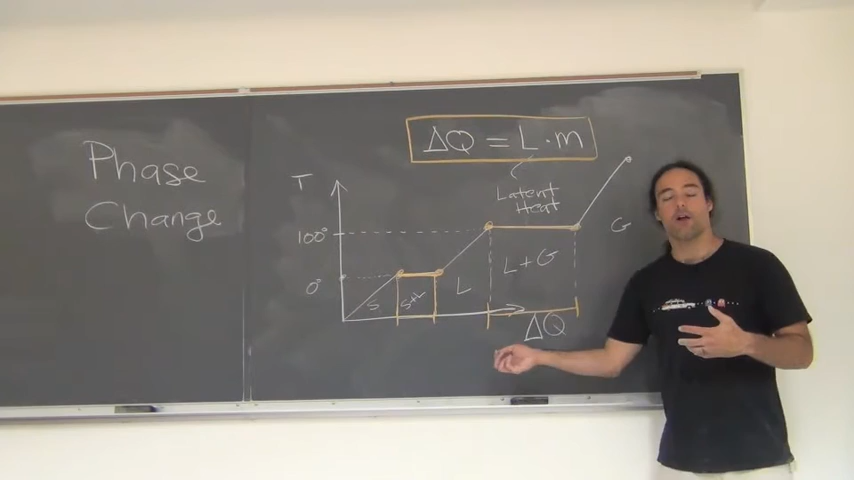 Phase
Change
ΔQ = L·m
Latent
Heat
T
100°
0°
S
S+L
L
L+G
G
ΔQ